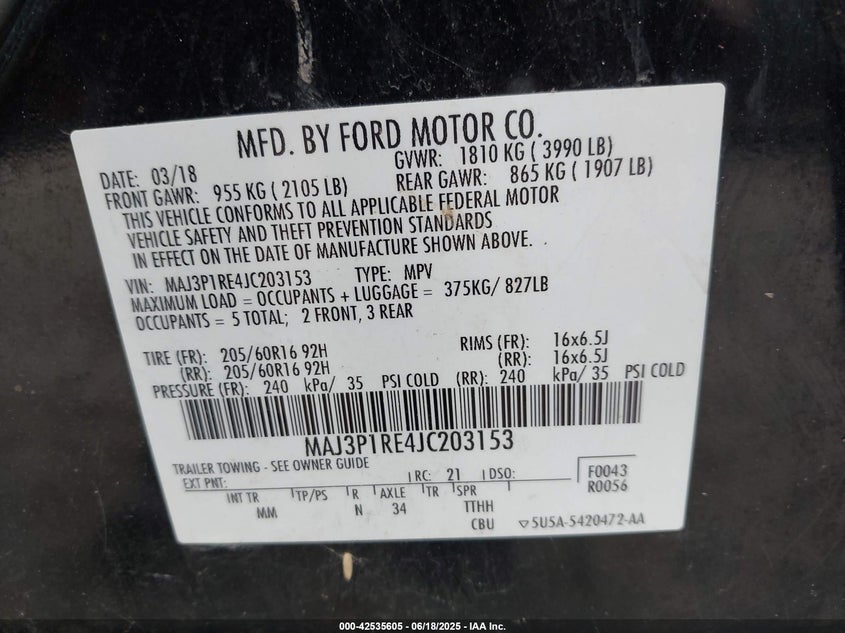 MFD. BY FORD MOTOR CO.
DATE: 03/18 GVWR: 1810 KG ( 3990 LB)
FRONT GAWR: 955 KG ( 2105 LB) REAR GAWR: 865 KG ( 1907 LB)
THIS VEHICLE CONFORMS TO ALL APPLICABLE FEDERAL MOTOR
VEHICLE SAFETY AND THEFT PREVENTION STANDARDS
IN EFFECT ON THE DATE OF MANUFACTURE SHOWN ABOVE.
VIN: MAJ3P1RE4JC203153 TYPE: MPV
MAXIMUM LOAD = OCCUPANTS + LUGGAGE = 375KG/ 827LB
OCCUPANTS = 5 TOTAL; 2 FRONT, 3 REAR
TIRE (FR): 205/60R16 92H RIMS (FR): 16x6.5J
(RR): 205/60R16 92H (RR): 16x6.5J
PRESSURE (FR): 240 kPa/ 35 PSI COLD (RR): 240 kPa/ 35 PSI COLD
MAJ3P1RE4JC203153
TRAILER TOWING - SEE OWNER GUIDE
EXT PNT: RC: 21 DSO: F0043
R0056
INT TR TP/PS R AXLE TR SPR
MM N 34 TTHH
CBU 5U5A-5420472-AA
000-42535605 - 06/18/2025 - IAA Inc.